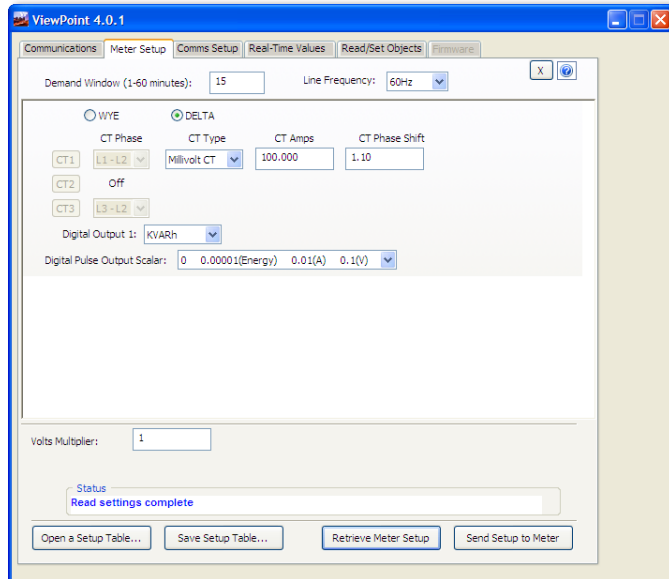 ViewPoint 4.0.1
Communications Meter Setup Comms Setup Real-Time Values Read/Set Objects Firmware
Demand Window (1-60 minutes): 15 Line Frequency: 60Hz X ?
WYE DELTA
CT Phase CT Type CT Amps CT Phase Shift
CT1 L1-L2 Millivolt CT 100.000 1.10
CT2 Off
CT3 L3-L2
Digital Output 1: KVARh
Digital Pulse Output Scalar: 0 0.00001(Energy) 0.01(A) 0.1(V)
Volts Multiplier: 1
Status
Read settings complete
Open a Setup Table... Save Setup Table... Retrieve Meter Setup Send Setup to Meter